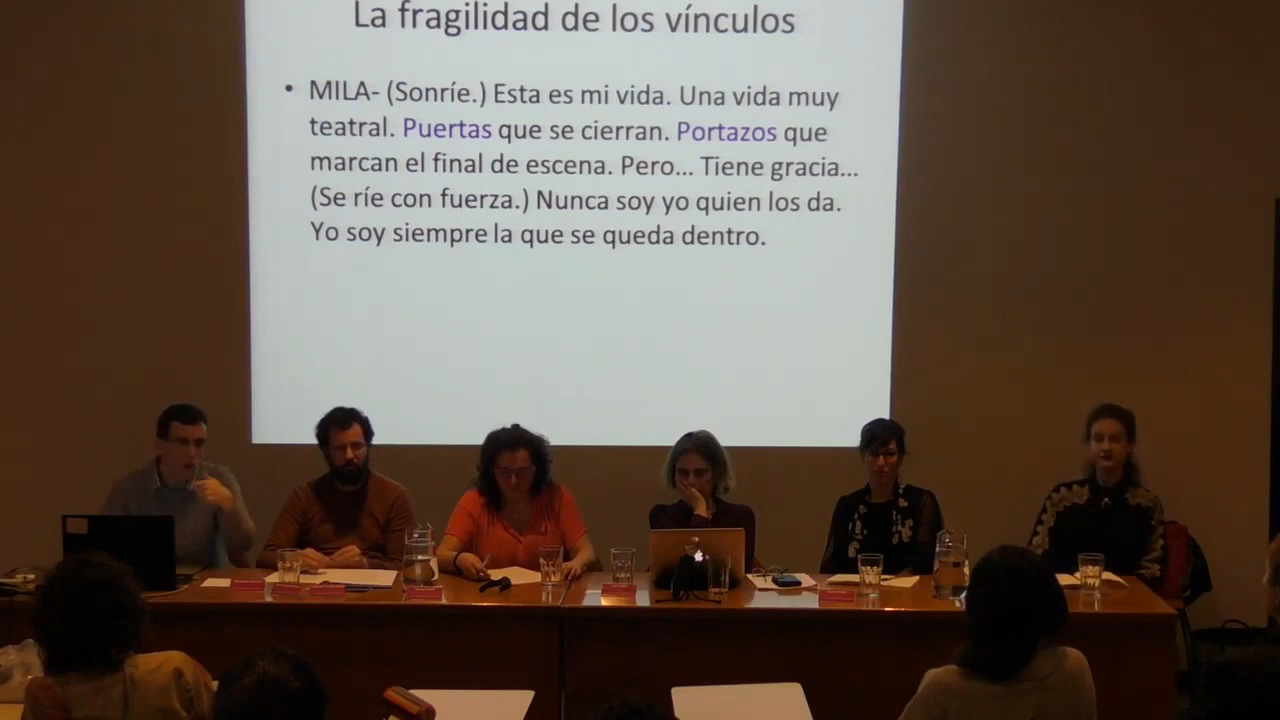 La fragilidad de los vínculos
• MILA- (Sonríe.) Esta es mi vida. Una vida muy
teatral. Puertas que se cierran. Portazos que
marcan el final de escena. Pero... Tiene gracia...
(Se ríe con fuerza.) Nunca soy yo quien los da.
Yo soy siempre la que se queda dentro.